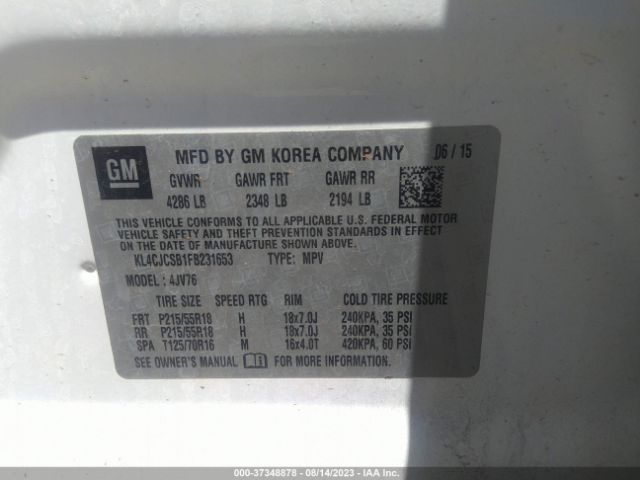 GM
MFD BY GM KOREA COMPANY 06 / 15
GVWR GAWR FRT GAWR RR
4286 LB 2348 LB 2194 LB
THIS VEHICLE CONFORMS TO ALL APPLICABLE U.S. FEDERAL MOTOR
VEHICLE SAFETY AND THEFT PREVENTION STANDARDS IN EFFECT
ON THE DATE OF MANUFACTURE SHOWN ABOVE.
KL4CJCSB1FB231653 TYPE: MPV
MODEL : 4JV76
TIRE SIZE SPEED RTG RIM COLD TIRE PRESSURE
FRT P215/55R18 H 18x7.0J 240KPA, 35 PSI
RR P215/55R18 H 18x7.0J 240KPA, 35 PSI
SPA T125/70R16 M 16x4.0T 420KPA, 60 PSI
SEE OWNER'S MANUAL FOR MORE INFORMATION
000-37348878 - 08/14/2023 - IAA Inc.